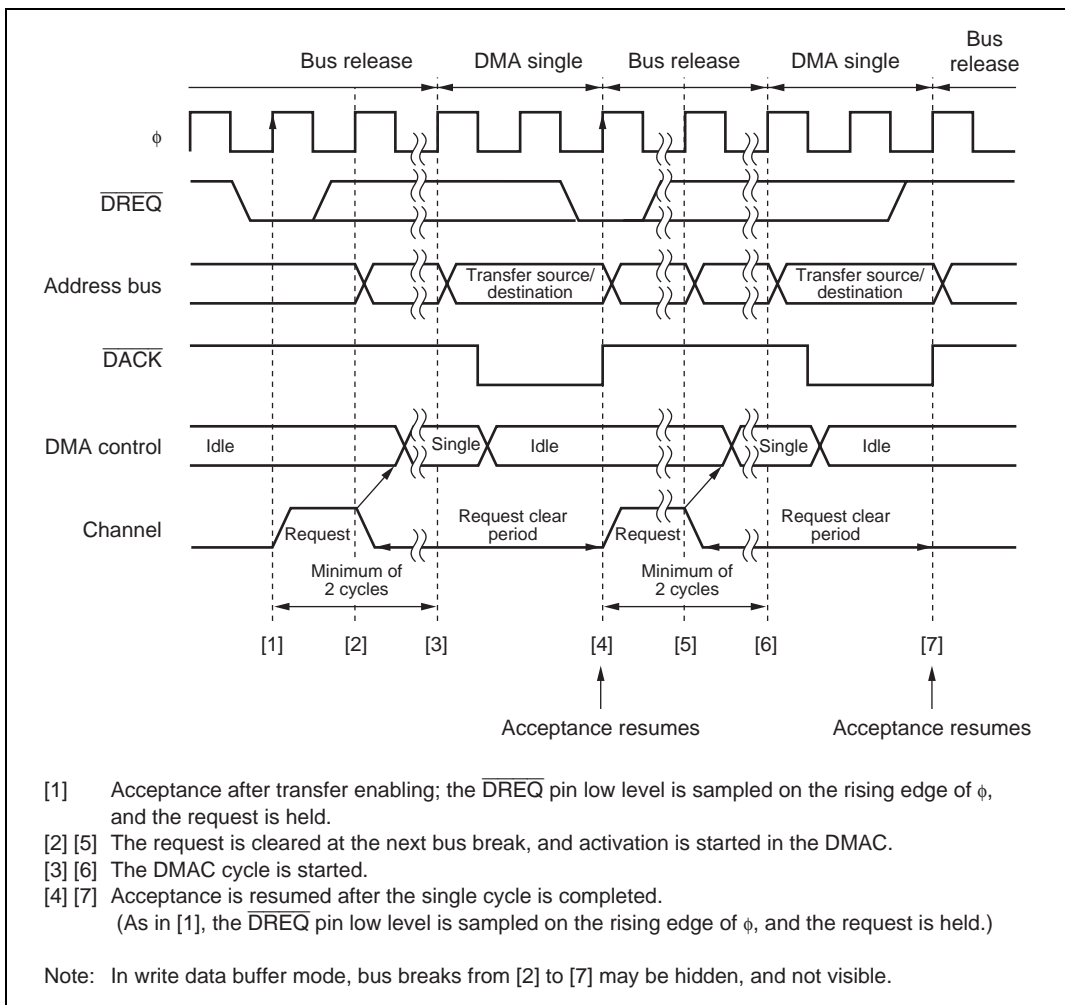 Bus release
DMA single
Bus release
DMA single
Bus
release
φ
DREQ
Address bus
Transfer source/
destination
Transfer source/
destination
DACK
DMA control
Idle
Single
Idle
Single
Idle
Channel
Request
Request clear
period
Request
Request clear
period
Minimum of
2 cycles
Minimum of
2 cycles
[1]
[2]
[3]
[4]
[5]
[6]
[7]
Acceptance resumes
Acceptance resumes
[1] Acceptance after transfer enabling; the DREQ pin low level is sampled on the rising edge of φ,
and the request is held.
[2] [5] The request is cleared at the next bus break, and activation is started in the DMAC.
[3] [6] The DMAC cycle is started.
[4] [7] Acceptance is resumed after the single cycle is completed.
(As in [1], the DREQ pin low level is sampled on the rising edge of φ, and the request is held.)
Note: In write data buffer mode, bus breaks from [2] to [7] may be hidden, and not visible.